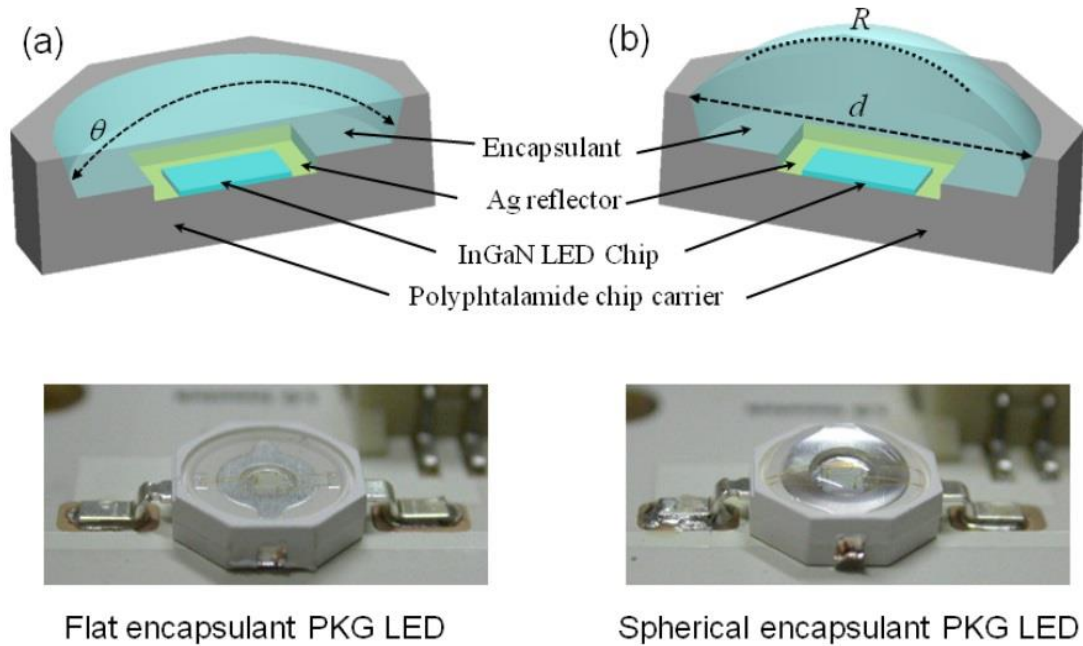 (a)
(b)
θ
R
d
Encapsulant
Ag reflector
InGaN LED Chip
Polyphtalamide chip carrier
Flat encapsulant PKG LED
Spherical encapsulant PKG LED